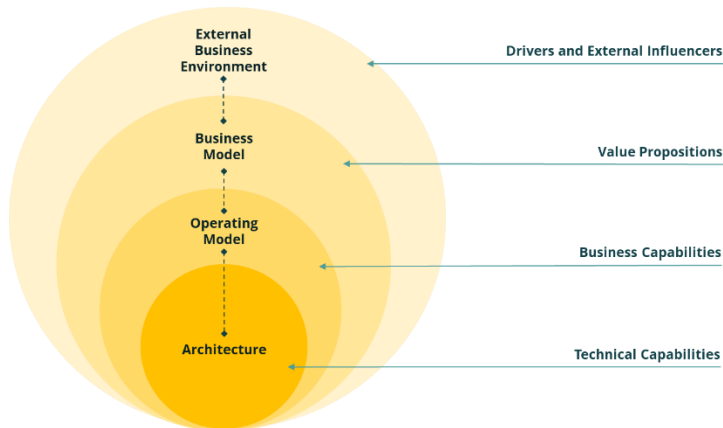 External
Business
Environment
Drivers and External Influencers
Business
Model
Value Propositions
Operating
Model
Business Capabilities
Architecture
Technical Capabilities